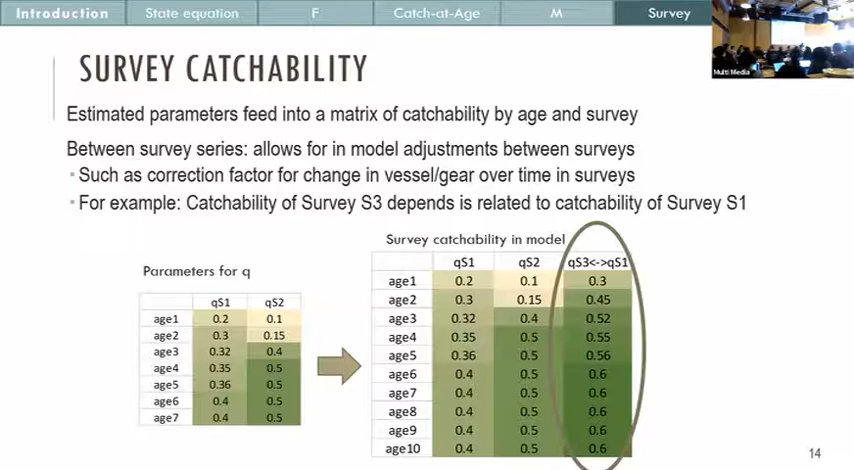 Introduction State equation F Catch-at-Age M Survey
Multi Media
SURVEY CATCHABILITY
Estimated parameters feed into a matrix of catchability by age and survey
Between survey series: allows for in model adjustments between surveys
Such as correction factor for change in vessel/gear over time in surveys
For example: Catchability of Survey S3 depends is related to catchability of Survey S1
Parameters for q
qS1 qS2
age1 0.2 0.1
age2 0.3 0.15
age3 0.32 0.4
age4 0.35 0.5
age5 0.36 0.5
age6 0.4 0.5
age7 0.4 0.5
Survey catchability in model
qS1 qS2 qS3<->qS1
age1 0.2 0.1 0.3
age2 0.3 0.15 0.45
age3 0.32 0.4 0.52
age4 0.35 0.5 0.55
age5 0.36 0.5 0.56
age6 0.4 0.5 0.6
age7 0.4 0.5 0.6
age8 0.4 0.5 0.6
age9 0.4 0.5 0.6
age10 0.4 0.5 0.6
14